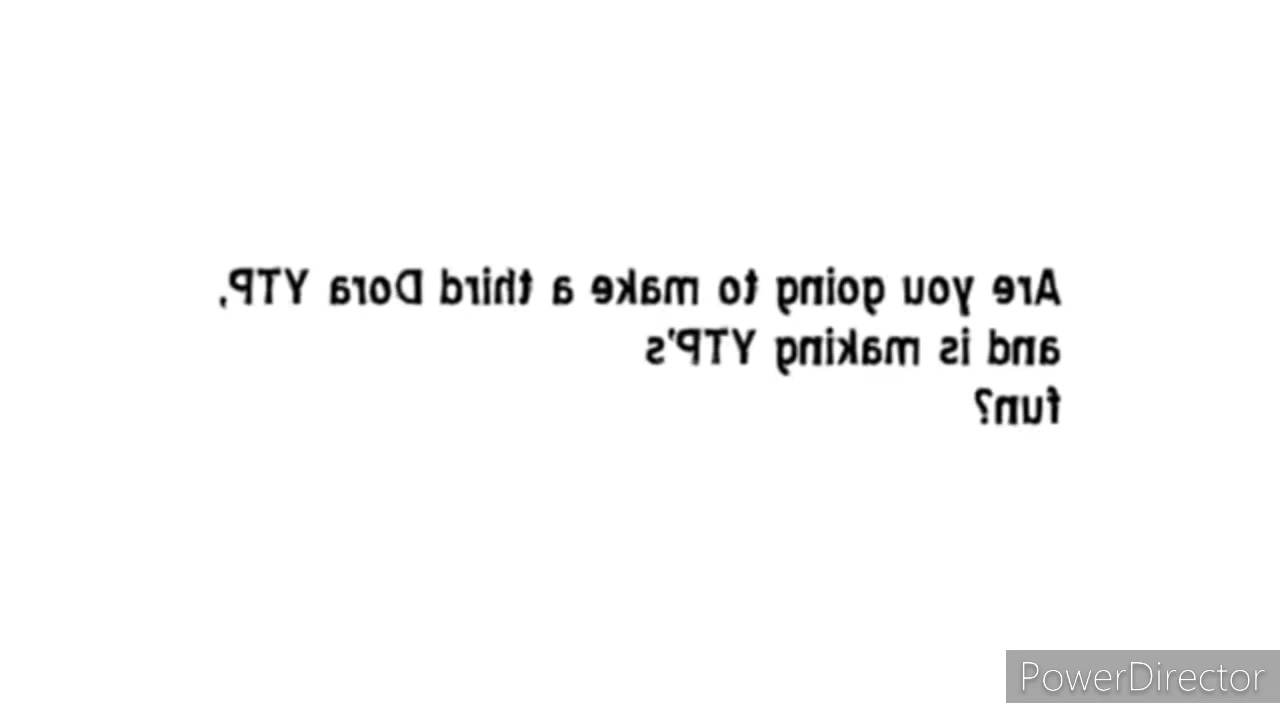 Are you going to make a third Dora YTP,
and is making YTP's
fun?
PowerDirector